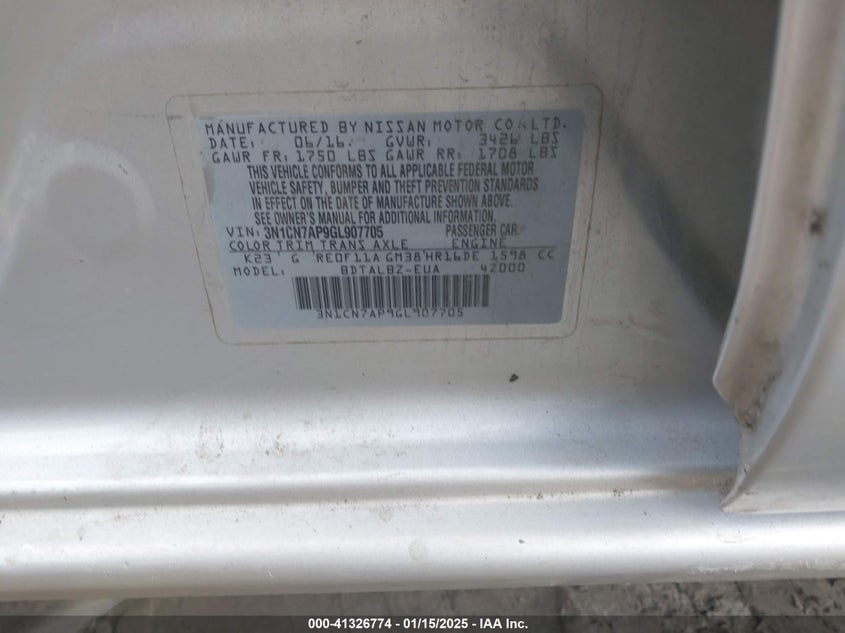 MANUFACTURED BY NISSAN MOTOR CO.,LTD.
DATE: 06/16 GVWR: 3426 LBS
GAWR FR: 1750 LBS GAWR RR: 1708 LBS
THIS VEHICLE CONFORMS TO ALL APPLICABLE FEDERAL MOTOR
VEHICLE SAFETY, BUMPER AND THEFT PREVENTION STANDARDS
IN EFFECT ON THE DATE OF MANUFACTURE SHOWN ABOVE.
SEE OWNER'S MANUAL FOR ADDITIONAL INFORMATION.
VIN: 3N1CN7AP9GL907705 PASSENGER CAR
COLOR TRIM TRANS AXLE ENGINE
K23 G RE0F11A GM38 HR16DE 1598 CC
MODEL: BDTALBZ-EUA 42000
3N1CN7AP9GL907705
000-41326774 - 01/15/2025 - IAA Inc.